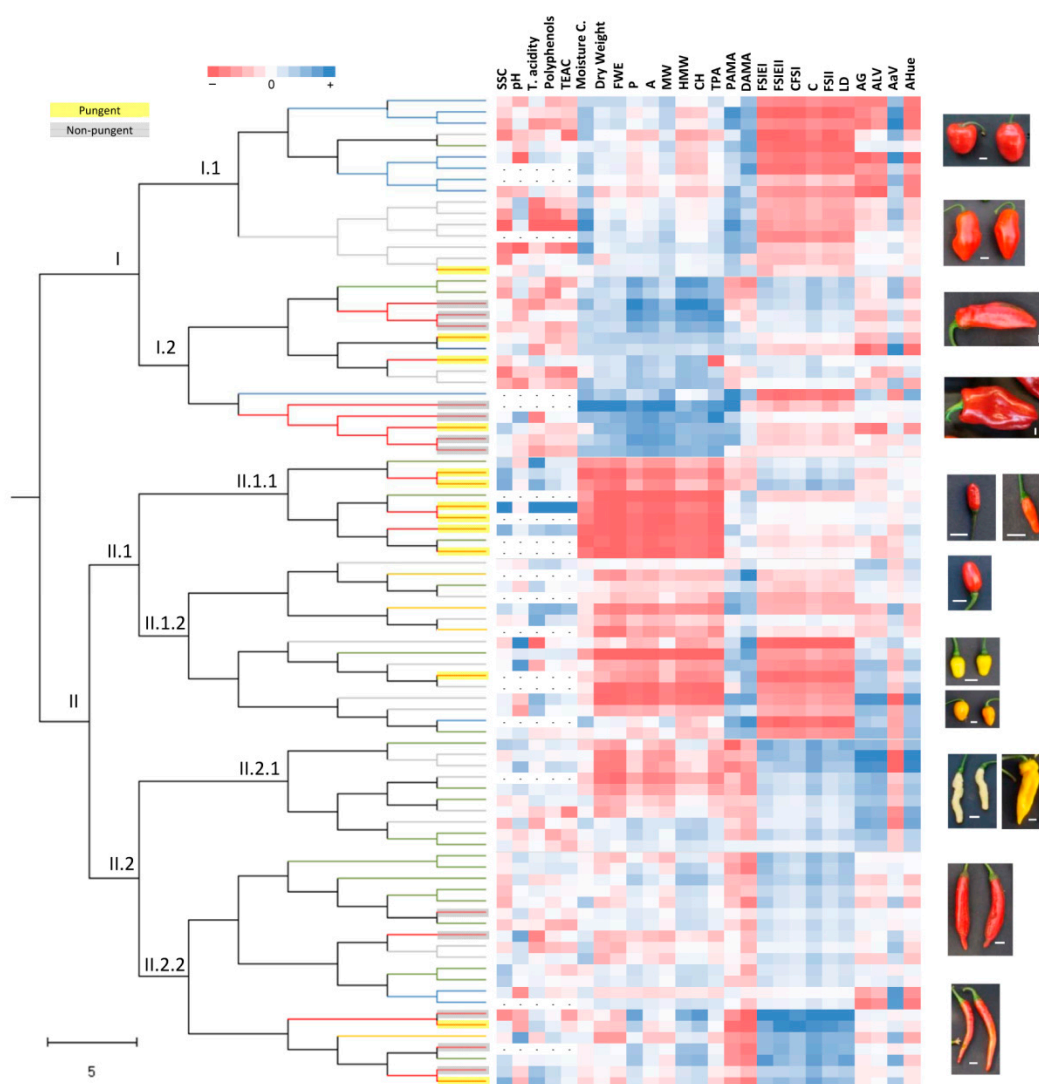 − 0 +
Pungent
Non-pungent
SSC
pH
T. acidity
Polyphenols
TEAC
Moisture C.
Dry Weight
FWE
P
A
MW
HMW
CH
TPA
PAMA
DAMA
FSIEI
FSIEII
CFSI
C
FSII
LD
AG
ALV
AaV
AHue
I.1
I
I.2
II.1.1
II.1
II.1.2
II
II.2.1
II.2
II.2.2
5